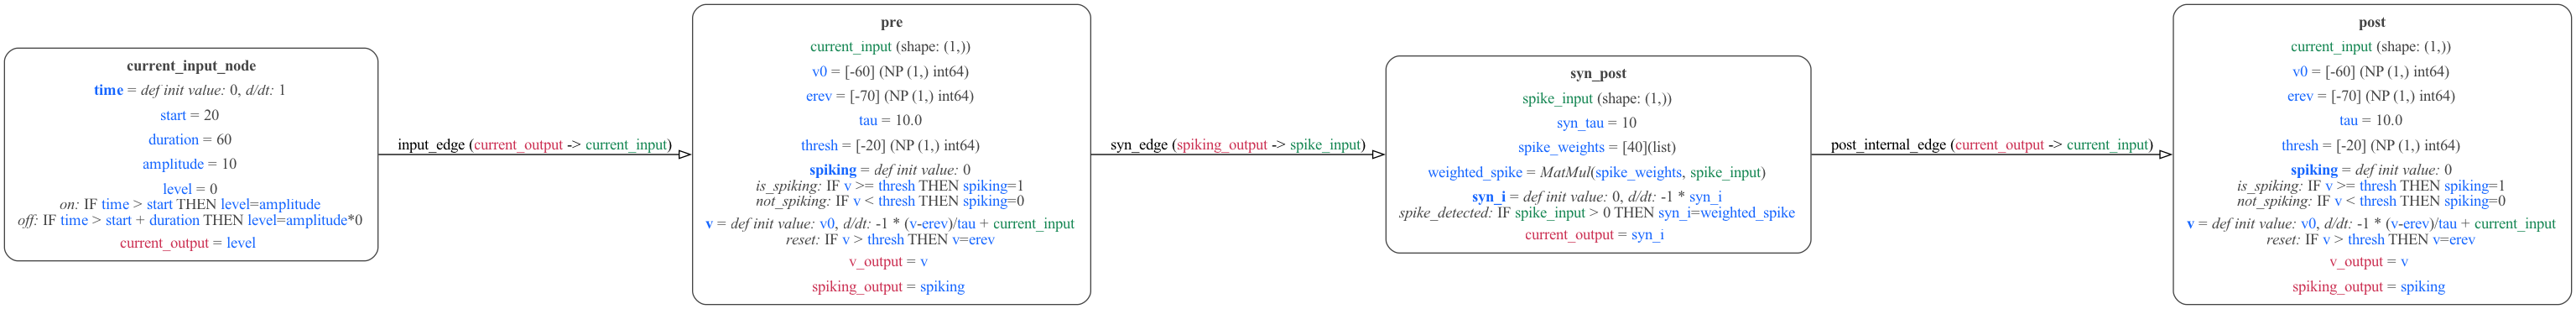 current_input_node
time = def init value: 0, d/dt: 1
start = 20
duration = 60
amplitude = 10
level = 0
on: IF time > start THEN level=amplitude
off: IF time > start + duration THEN level=amplitude*0
current_output = level
input_edge (current_output -> current_input)
pre
current_input (shape: (1,))
v0 = [-60] (NP (1,) int64)
erev = [-70] (NP (1,) int64)
tau = 10.0
thresh = [-20] (NP (1,) int64)
spiking = def init value: 0
is_spiking: IF v >= thresh THEN spiking=1
not_spiking: IF v < thresh THEN spiking=0
v = def init value: v0, d/dt: -1 * (v-erev)/tau + current_input
reset: IF v > thresh THEN v=erev
v_output = v
spiking_output = spiking
syn_edge (spiking_output -> spike_input)
syn_post
spike_input (shape: (1,))
syn_tau = 10
spike_weights = [40](list)
weighted_spike = MatMul(spike_weights, spike_input)
syn_i = def init value: 0, d/dt: -1 * syn_i
spike_detected: IF spike_input > 0 THEN syn_i=weighted_spike
current_output = syn_i
post_internal_edge (current_output -> current_input)
post
current_input (shape: (1,))
v0 = [-60] (NP (1,) int64)
erev = [-70] (NP (1,) int64)
tau = 10.0
thresh = [-20] (NP (1,) int64)
spiking = def init value: 0
is_spiking: IF v >= thresh THEN spiking=1
not_spiking: IF v < thresh THEN spiking=0
v = def init value: v0, d/dt: -1 * (v-erev)/tau + current_input
reset: IF v > thresh THEN v=erev
v_output = v
spiking_output = spiking